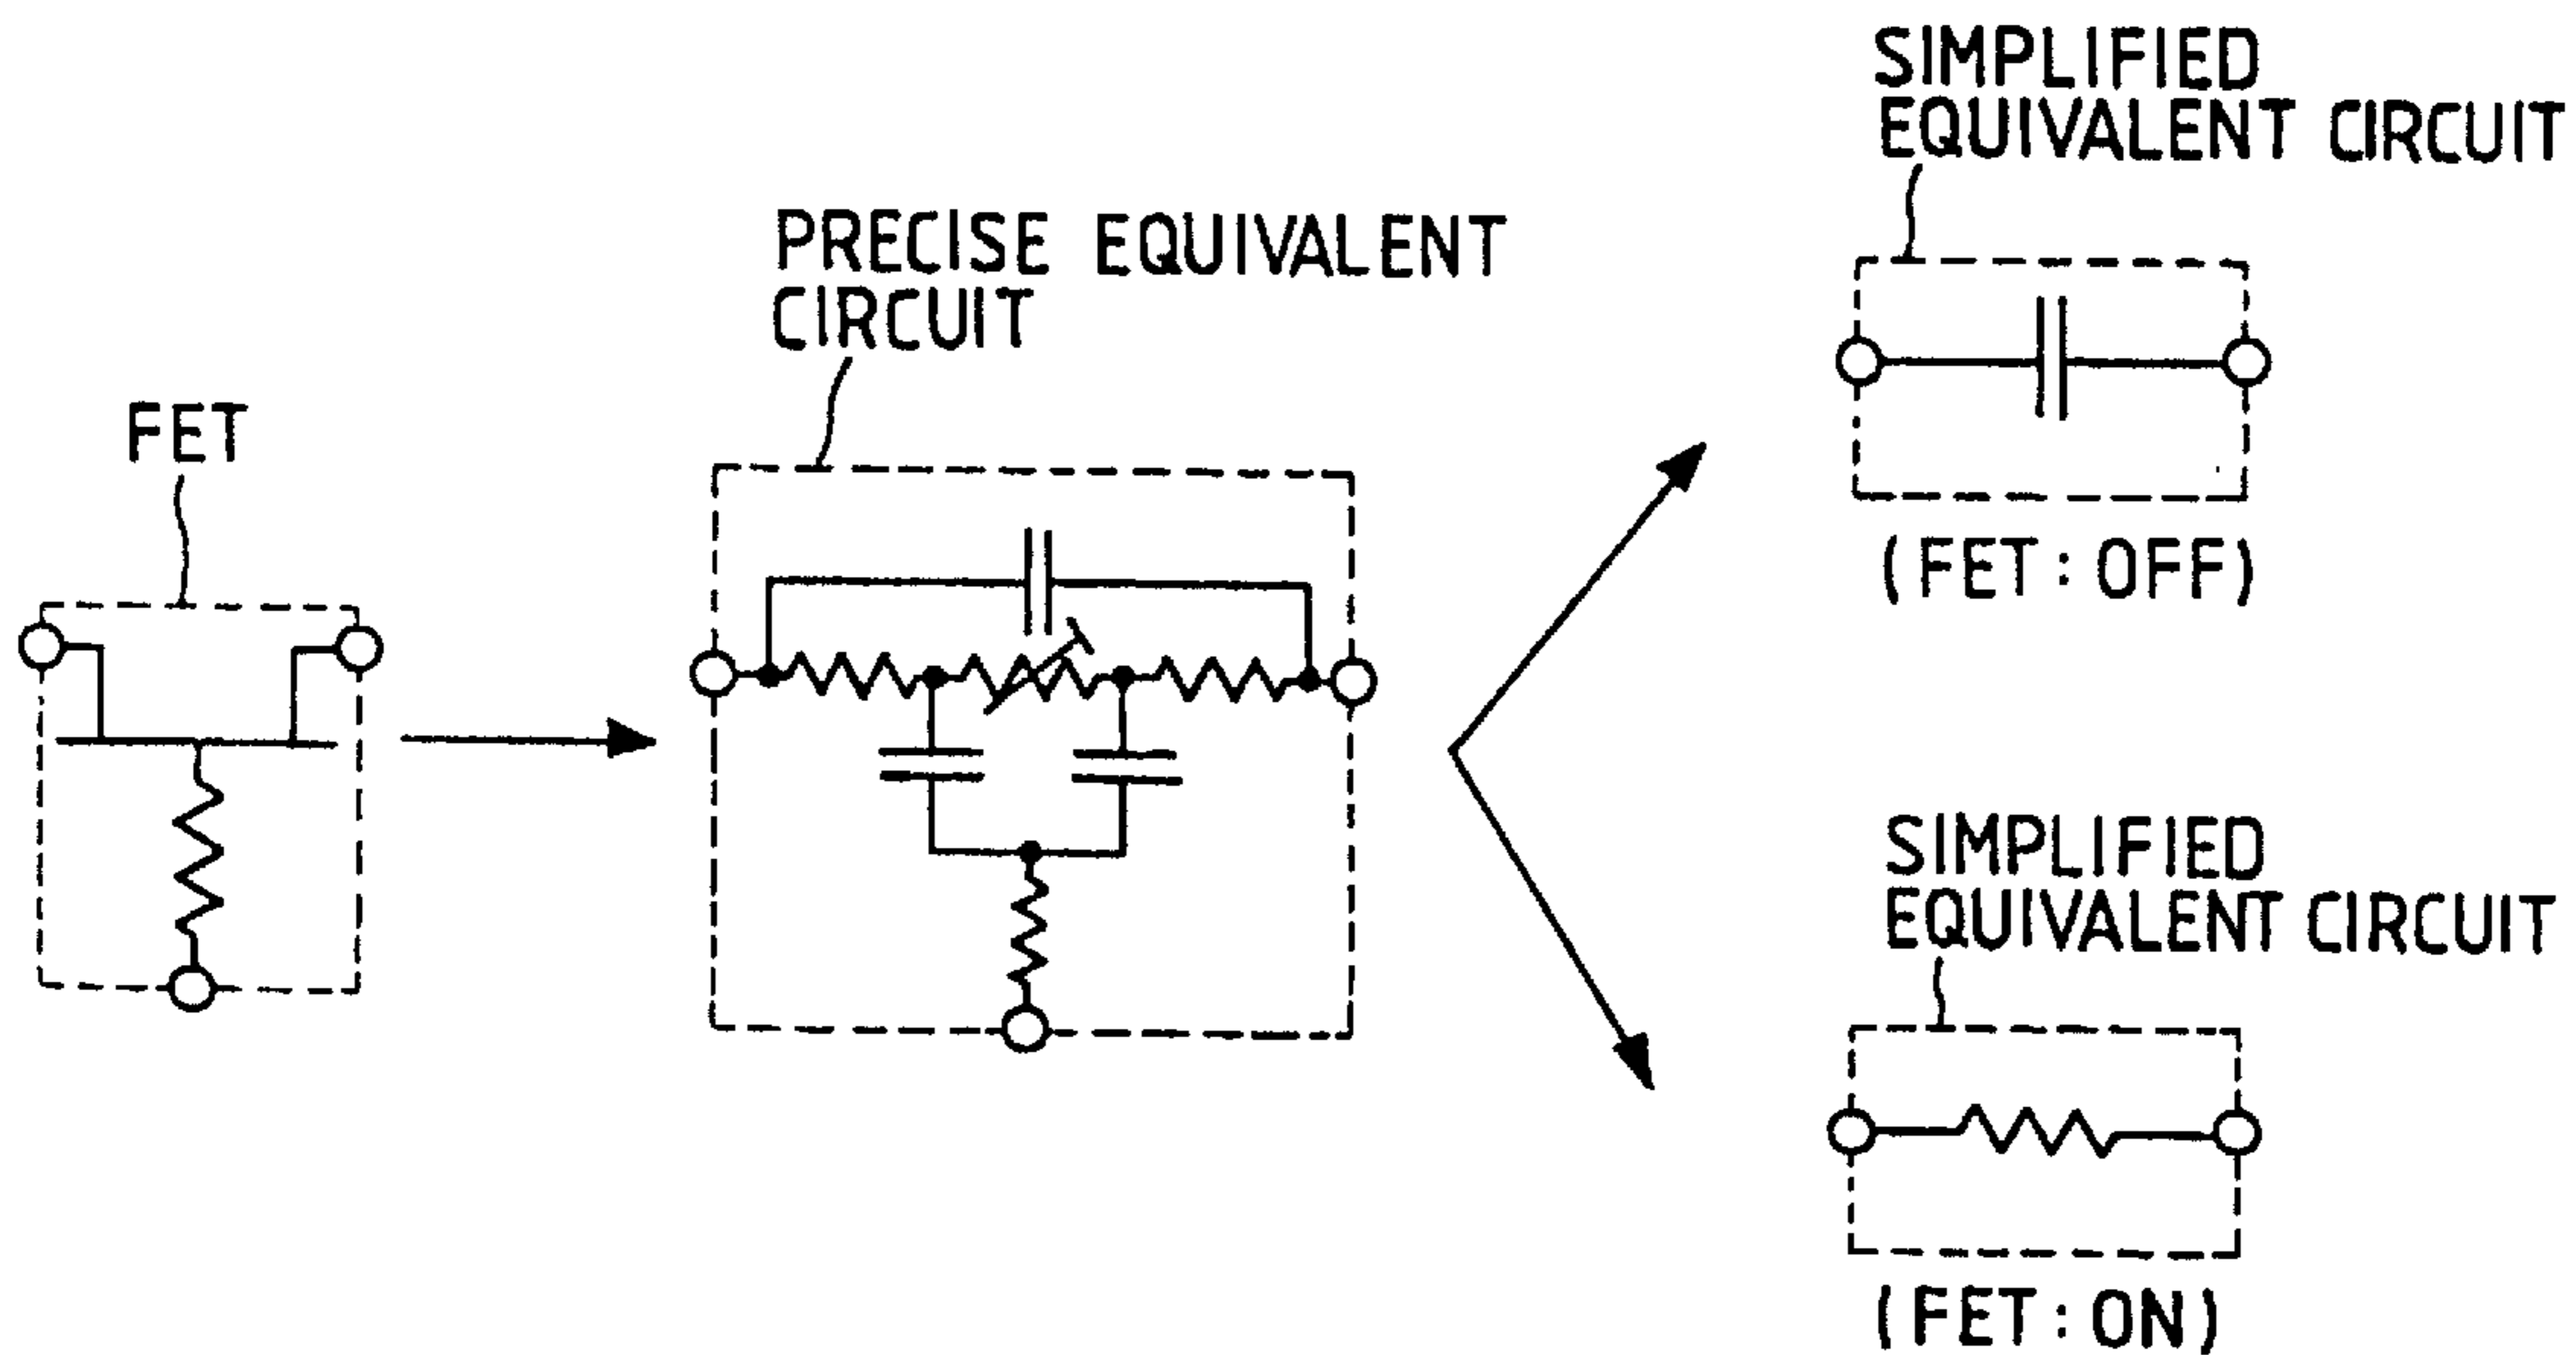 FET
PRECISE EQUIVALENT
CIRCUIT
SIMPLIFIED
EQUIVALENT CIRCUIT
(FET : OFF)
SIMPLIFIED
EQUIVALENT CIRCUIT
(FET : ON)